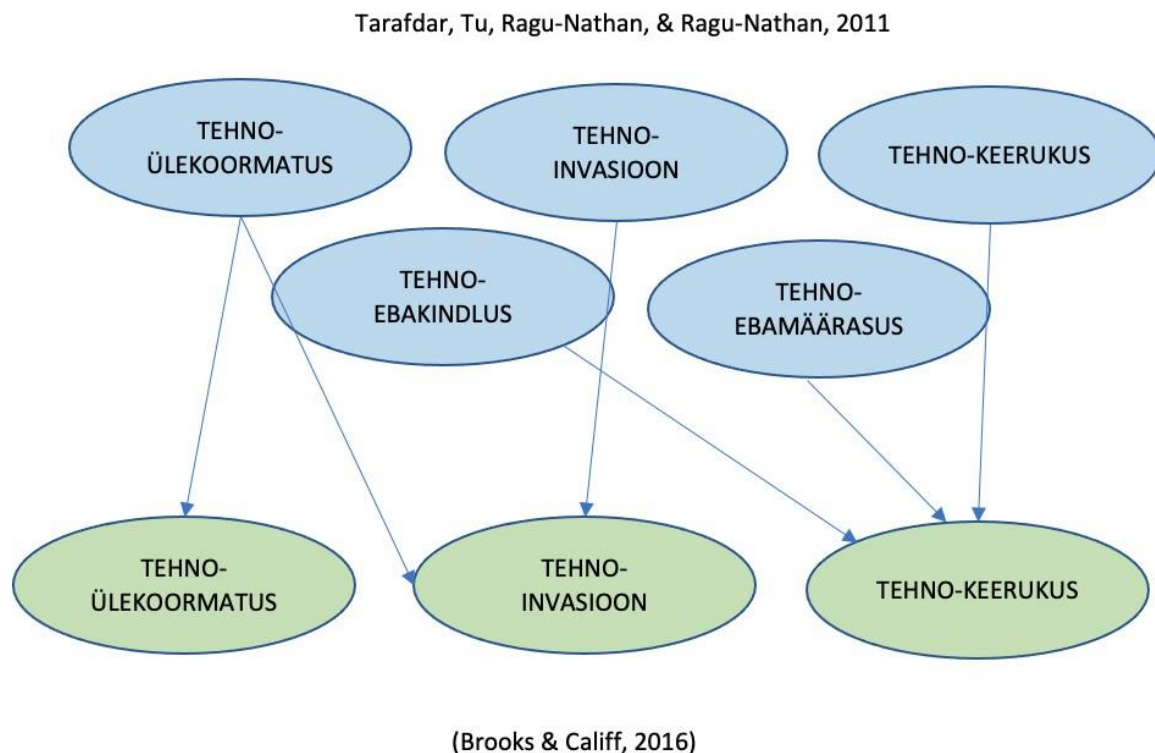 Tarafdar, Tu, Ragu-Nathan, & Ragu-Nathan, 2011
TEHNO-
ÜLEKOORMATUS
TEHNO-
INVASIOON
TEHNO-KEERUKUS
TEHNO-
EBAKINDLUS
TEHNO-
EBAMÄÄRASUS
TEHNO-
ÜLEKOORMATUS
TEHNO-
INVASIOON
TEHNO-KEERUKUS
(Brooks & Califf, 2016)